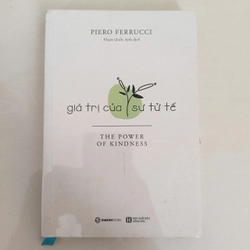 PIERO FERRUCCI
giá trị của sự tử tế
THE POWER
OF KINDNESS